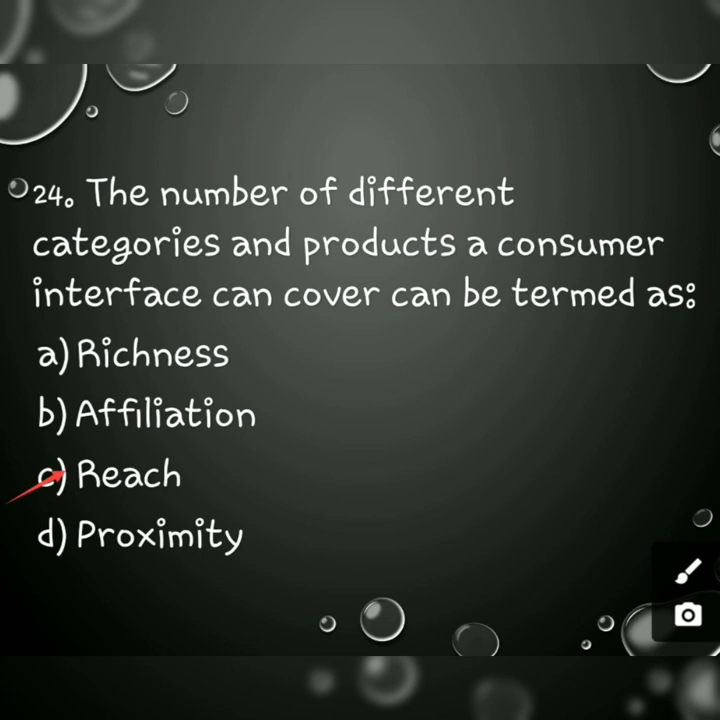 24. The number of different
categories and products a consumer
interface can cover can be termed as:
a) Richness
b) Affiliation
c) Reach
d) Proximity